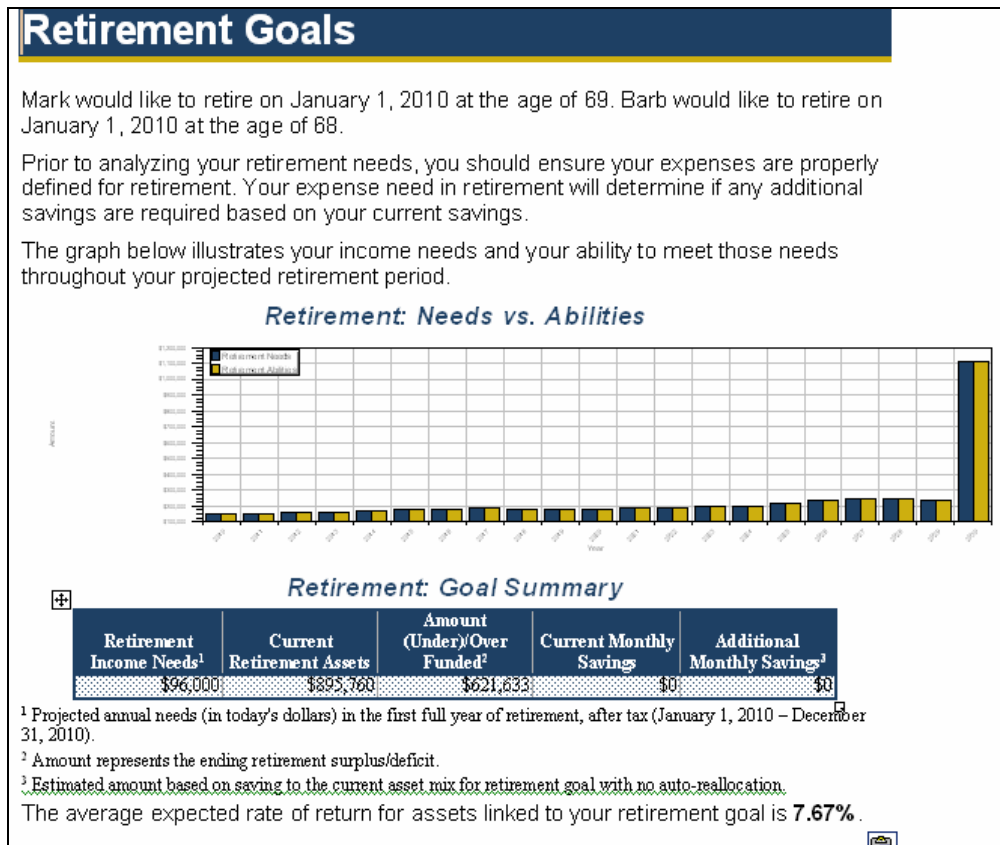 Retirement Goals
Mark would like to retire on January 1, 2010 at the age of 69. Barb would like to retire on
January 1, 2010 at the age of 68.
Prior to analyzing your retirement needs, you should ensure your expenses are properly
defined for retirement. Your expense need in retirement will determine if any additional
savings are required based on your current savings.
The graph below illustrates your income needs and your ability to meet those needs
throughout your projected retirement period.
Retirement: Needs vs. Abilities
Retirement Needs
Retirement Abilities
Amount
Year
Retirement: Goal Summary
Retirement Income Needs¹ Current Retirement Assets Amount (Under)/Over Funded² Current Monthly Savings Additional Monthly Savings³
$96,000 $895,760 $621,633 $0 $0
¹ Projected annual needs (in today's dollars) in the first full year of retirement, after tax (January 1, 2010 – December
31, 2010).
² Amount represents the ending retirement surplus/deficit.
³ Estimated amount based on saving to the current asset mix for retirement goal with no auto-reallocation.
The average expected rate of return for assets linked to your retirement goal is 7.67% .